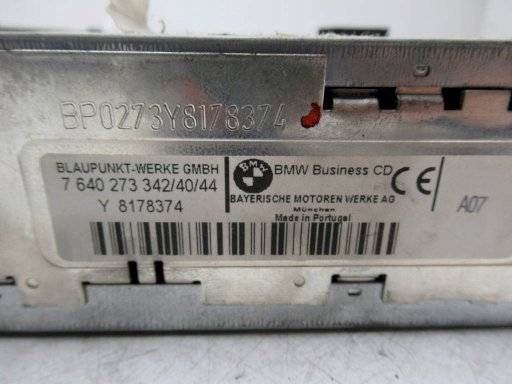 BP0273Y8178374
BLAUPUNKT-WERKE GMBH
7 640 273 342/40/44
Y 8178374
BMW
BMW Business CD
BAYERISCHE MOTOREN WERKE AG
München
Made in Portugal
CE
A07